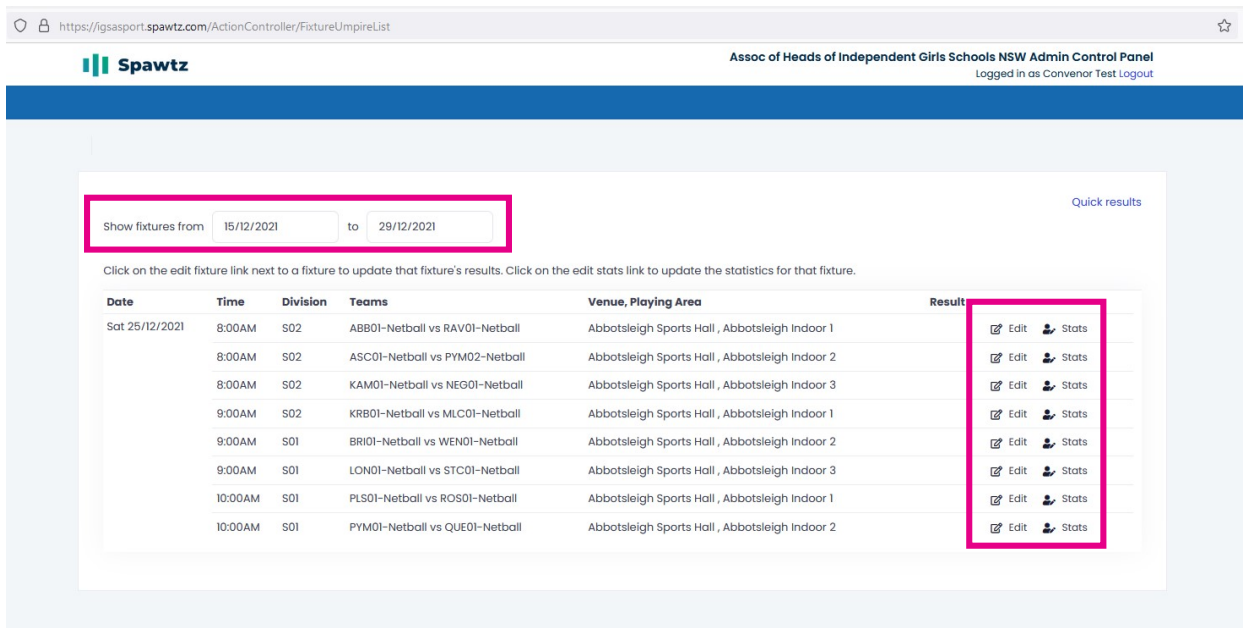 https://igsasport.spawtz.com/ActionController/FixtureUmpireList
Spawtz
Assoc of Heads of Independent Girls Schools NSW Admin Control Panel
Logged in as Convenor Test Logout
Quick results
Show fixtures from 15/12/2021 to 29/12/2021
Click on the edit fixture link next to a fixture to update that fixture's results. Click on the edit stats link to update the statistics for that fixture.
Date Time Division Teams Venue, Playing Area Result
Sat 25/12/2021 8:00AM S02 ABB01-Netball vs RAV01-Netball Abbotsleigh Sports Hall , Abbotsleigh Indoor 1 Edit Stats
8:00AM S02 ASC01-Netball vs PYM02-Netball Abbotsleigh Sports Hall , Abbotsleigh Indoor 2 Edit Stats
8:00AM S02 KAM01-Netball vs NEG01-Netball Abbotsleigh Sports Hall , Abbotsleigh Indoor 3 Edit Stats
9:00AM S02 KRB01-Netball vs MLC01-Netball Abbotsleigh Sports Hall , Abbotsleigh Indoor 1 Edit Stats
9:00AM S01 BRI01-Netball vs WEN01-Netball Abbotsleigh Sports Hall , Abbotsleigh Indoor 2 Edit Stats
9:00AM S01 LON01-Netball vs STC01-Netball Abbotsleigh Sports Hall , Abbotsleigh Indoor 3 Edit Stats
10:00AM S01 PLS01-Netball vs ROS01-Netball Abbotsleigh Sports Hall , Abbotsleigh Indoor 1 Edit Stats
10:00AM S01 PYM01-Netball vs QUE01-Netball Abbotsleigh Sports Hall , Abbotsleigh Indoor 2 Edit Stats